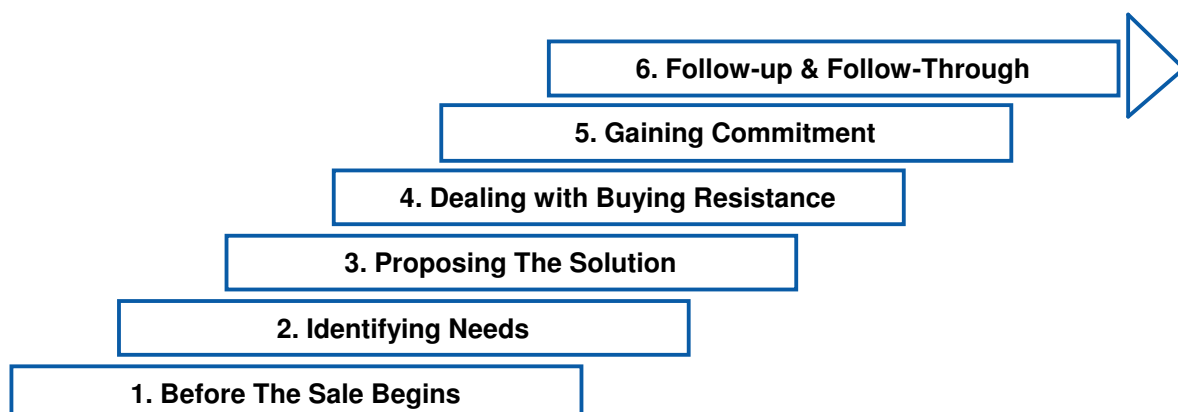 6. Follow-up & Follow-Through
5. Gaining Commitment
4. Dealing with Buying Resistance
3. Proposing The Solution
2. Identifying Needs
1. Before The Sale Begins